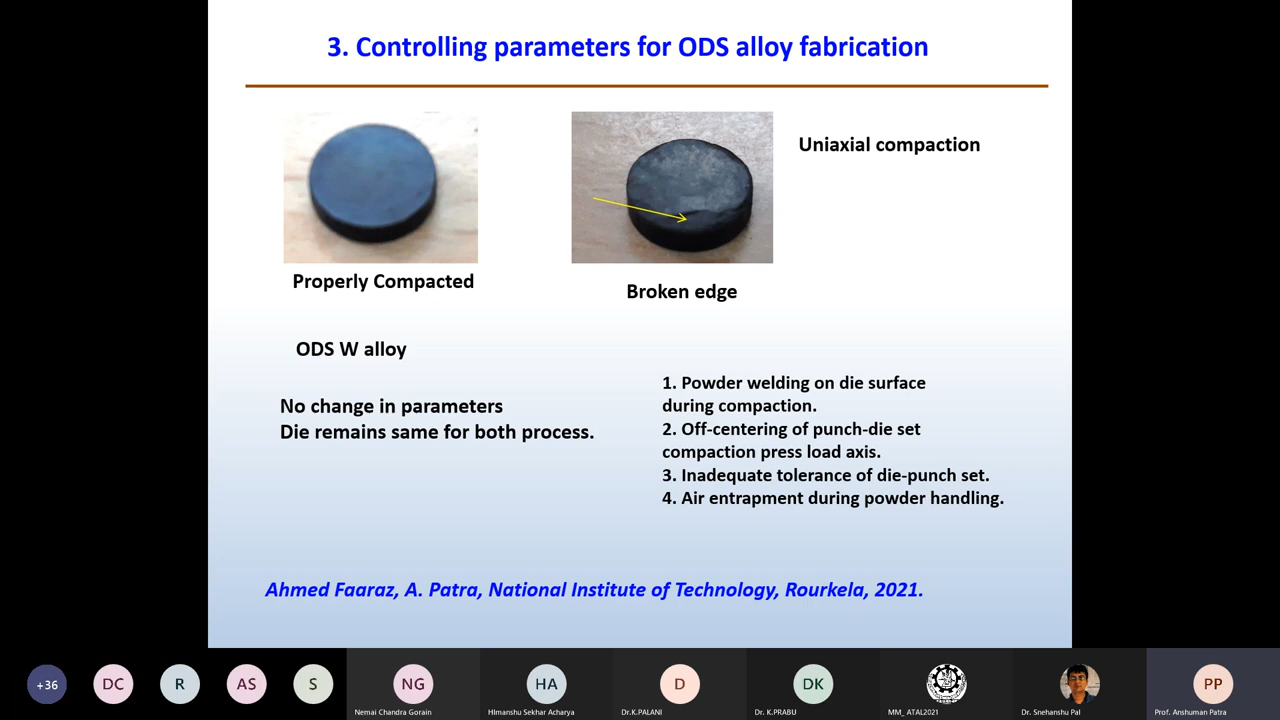 3. Controlling parameters for ODS alloy fabrication
Uniaxial compaction
Properly Compacted
Broken edge
ODS W alloy
No change in parameters
Die remains same for both process.
1. Powder welding on die surface
during compaction.
2. Off-centering of punch-die set
compaction press load axis.
3. Inadequate tolerance of die-punch set.
4. Air entrapment during powder handling.
Ahmed Faaraz, A. Patra, National Institute of Technology, Rourkela, 2021.
+36
DC
R
AS
S
NG
HA
D
DK
PP
Nemai Chandra Gorain
HImanshu Sekhar Acharya
Dr.K.PALANI
Dr. K.PRABU
MM_ ATAL2021
Dr. Snehanshu Pal
Prof. Anshuman Patra